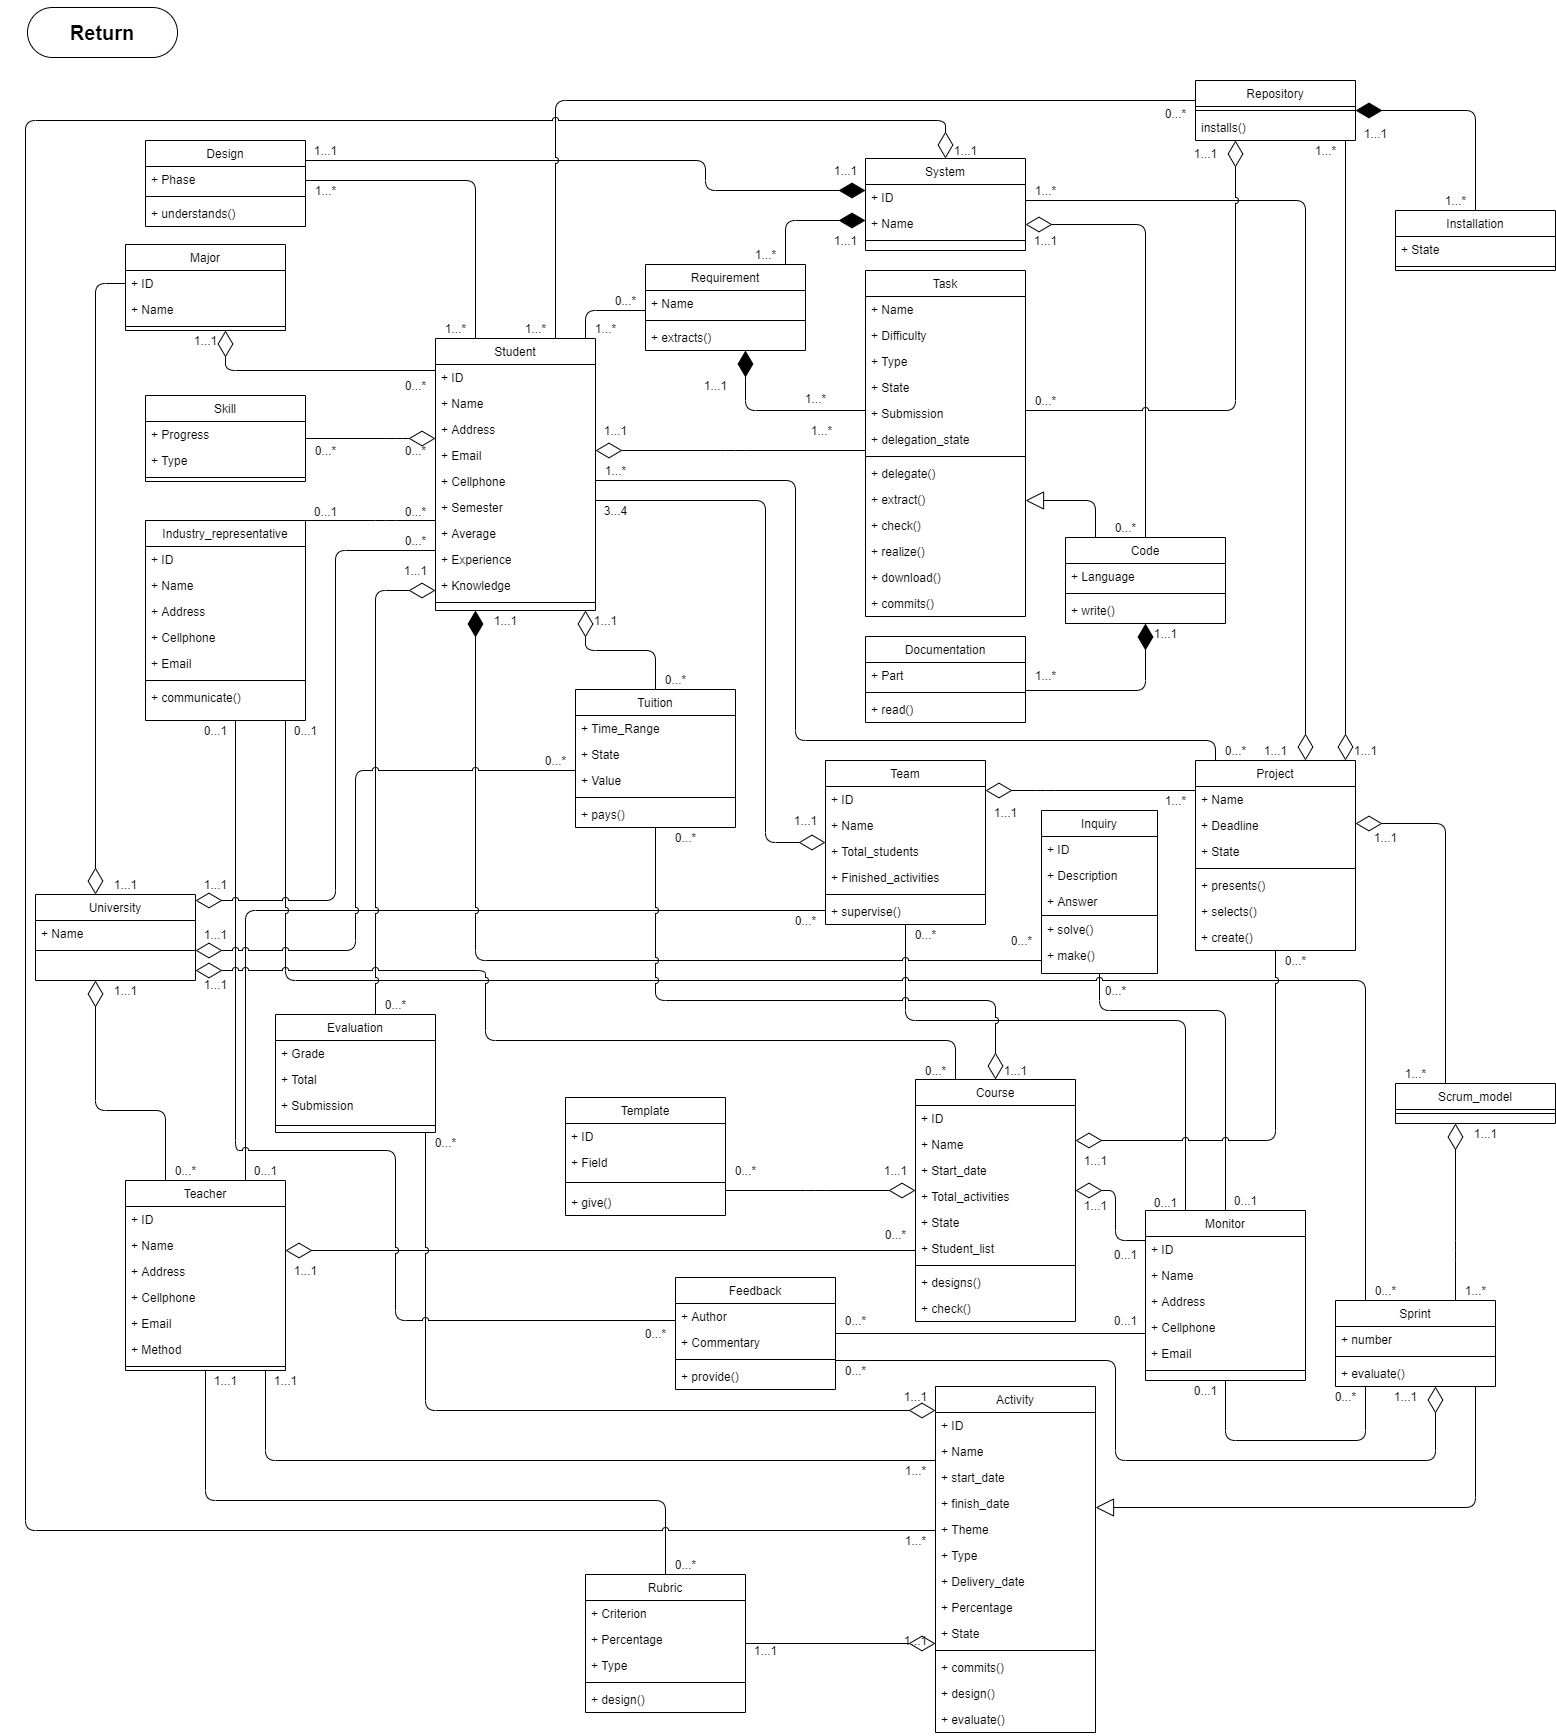 Return
Repository
installs()
0...*
1...1
1...1
1...*
Installation
+ State
1...*
Design
+ Phase
+ understands()
1...1
1...*
System
+ ID
+ Name
1...1
1...1
1...1
1...*
1...1
Major
+ ID
+ Name
1...1
Requirement
+ Name
+ extracts()
1...*
0...*
1...1
Task
+ Name
+ Difficulty
+ Type
+ State
+ Submission
+ delegation_state
+ delegate()
+ extract()
+ check()
+ realize()
+ download()
+ commits()
1...*
1...*
0...*
Student
+ ID
+ Name
+ Address
+ Email
+ Cellphone
+ Semester
+ Average
+ Experience
+ Knowledge
1...*
1...*
1...*
0...*
0...*
0...*
0...*
1...1
1...1
1...*
3...4
1...1
1...1
Skill
+ Progress
+ Type
0...*
Industry_representative
+ ID
+ Name
+ Address
+ Cellphone
+ Email
+ communicate()
0...1
0...1
0...1
Code
+ Language
+ write()
0...*
1...1
Documentation
+ Part
+ read()
1...*
Tuition
+ Time_Range
+ State
+ Value
+ pays()
0...*
0...*
0...*
Team
+ ID
+ Name
+ Total_students
+ Finished_activities
+ supervise()
1...1
1...1
0...*
0...*
Inquiry
+ ID
+ Description
+ Answer
+ solve()
+ make()
0...*
0...*
Project
+ Name
+ Deadline
+ State
+ presents()
+ selects()
+ create()
0...*
1...1
1...1
1...*
1...1
0...*
University
+ Name
1...1
1...1
1...1
1...1
1...1
Evaluation
+ Grade
+ Total
+ Submission
0...*
0...*
Template
+ ID
+ Field
+ give()
0...*
Course
+ ID
+ Name
+ Start_date
+ Total_activities
+ State
+ Student_list
+ designs()
+ check()
0...*
1...1
1...1
1...1
1...1
0...*
Scrum_model
1...*
1...1
Teacher
+ ID
+ Name
+ Address
+ Cellphone
+ Email
+ Method
0...*
0...1
1...1
1...1
1...1
Monitor
+ ID
+ Name
+ Address
+ Cellphone
+ Email
0...1
0...1
0...1
0...1
0...1
Feedback
+ Author
+ Commentary
+ provide()
0...*
0...*
0...*
Sprint
+ number
+ evaluate()
0...*
1...*
0...*
1...1
Activity
+ ID
+ Name
+ start_date
+ finish_date
+ Theme
+ Type
+ Delivery_date
+ Percentage
+ State
+ commits()
+ design()
+ evaluate()
1...1
1...*
1...*
1...1
Rubric
+ Criterion
+ Percentage
+ Type
+ design()
0...*
1...1